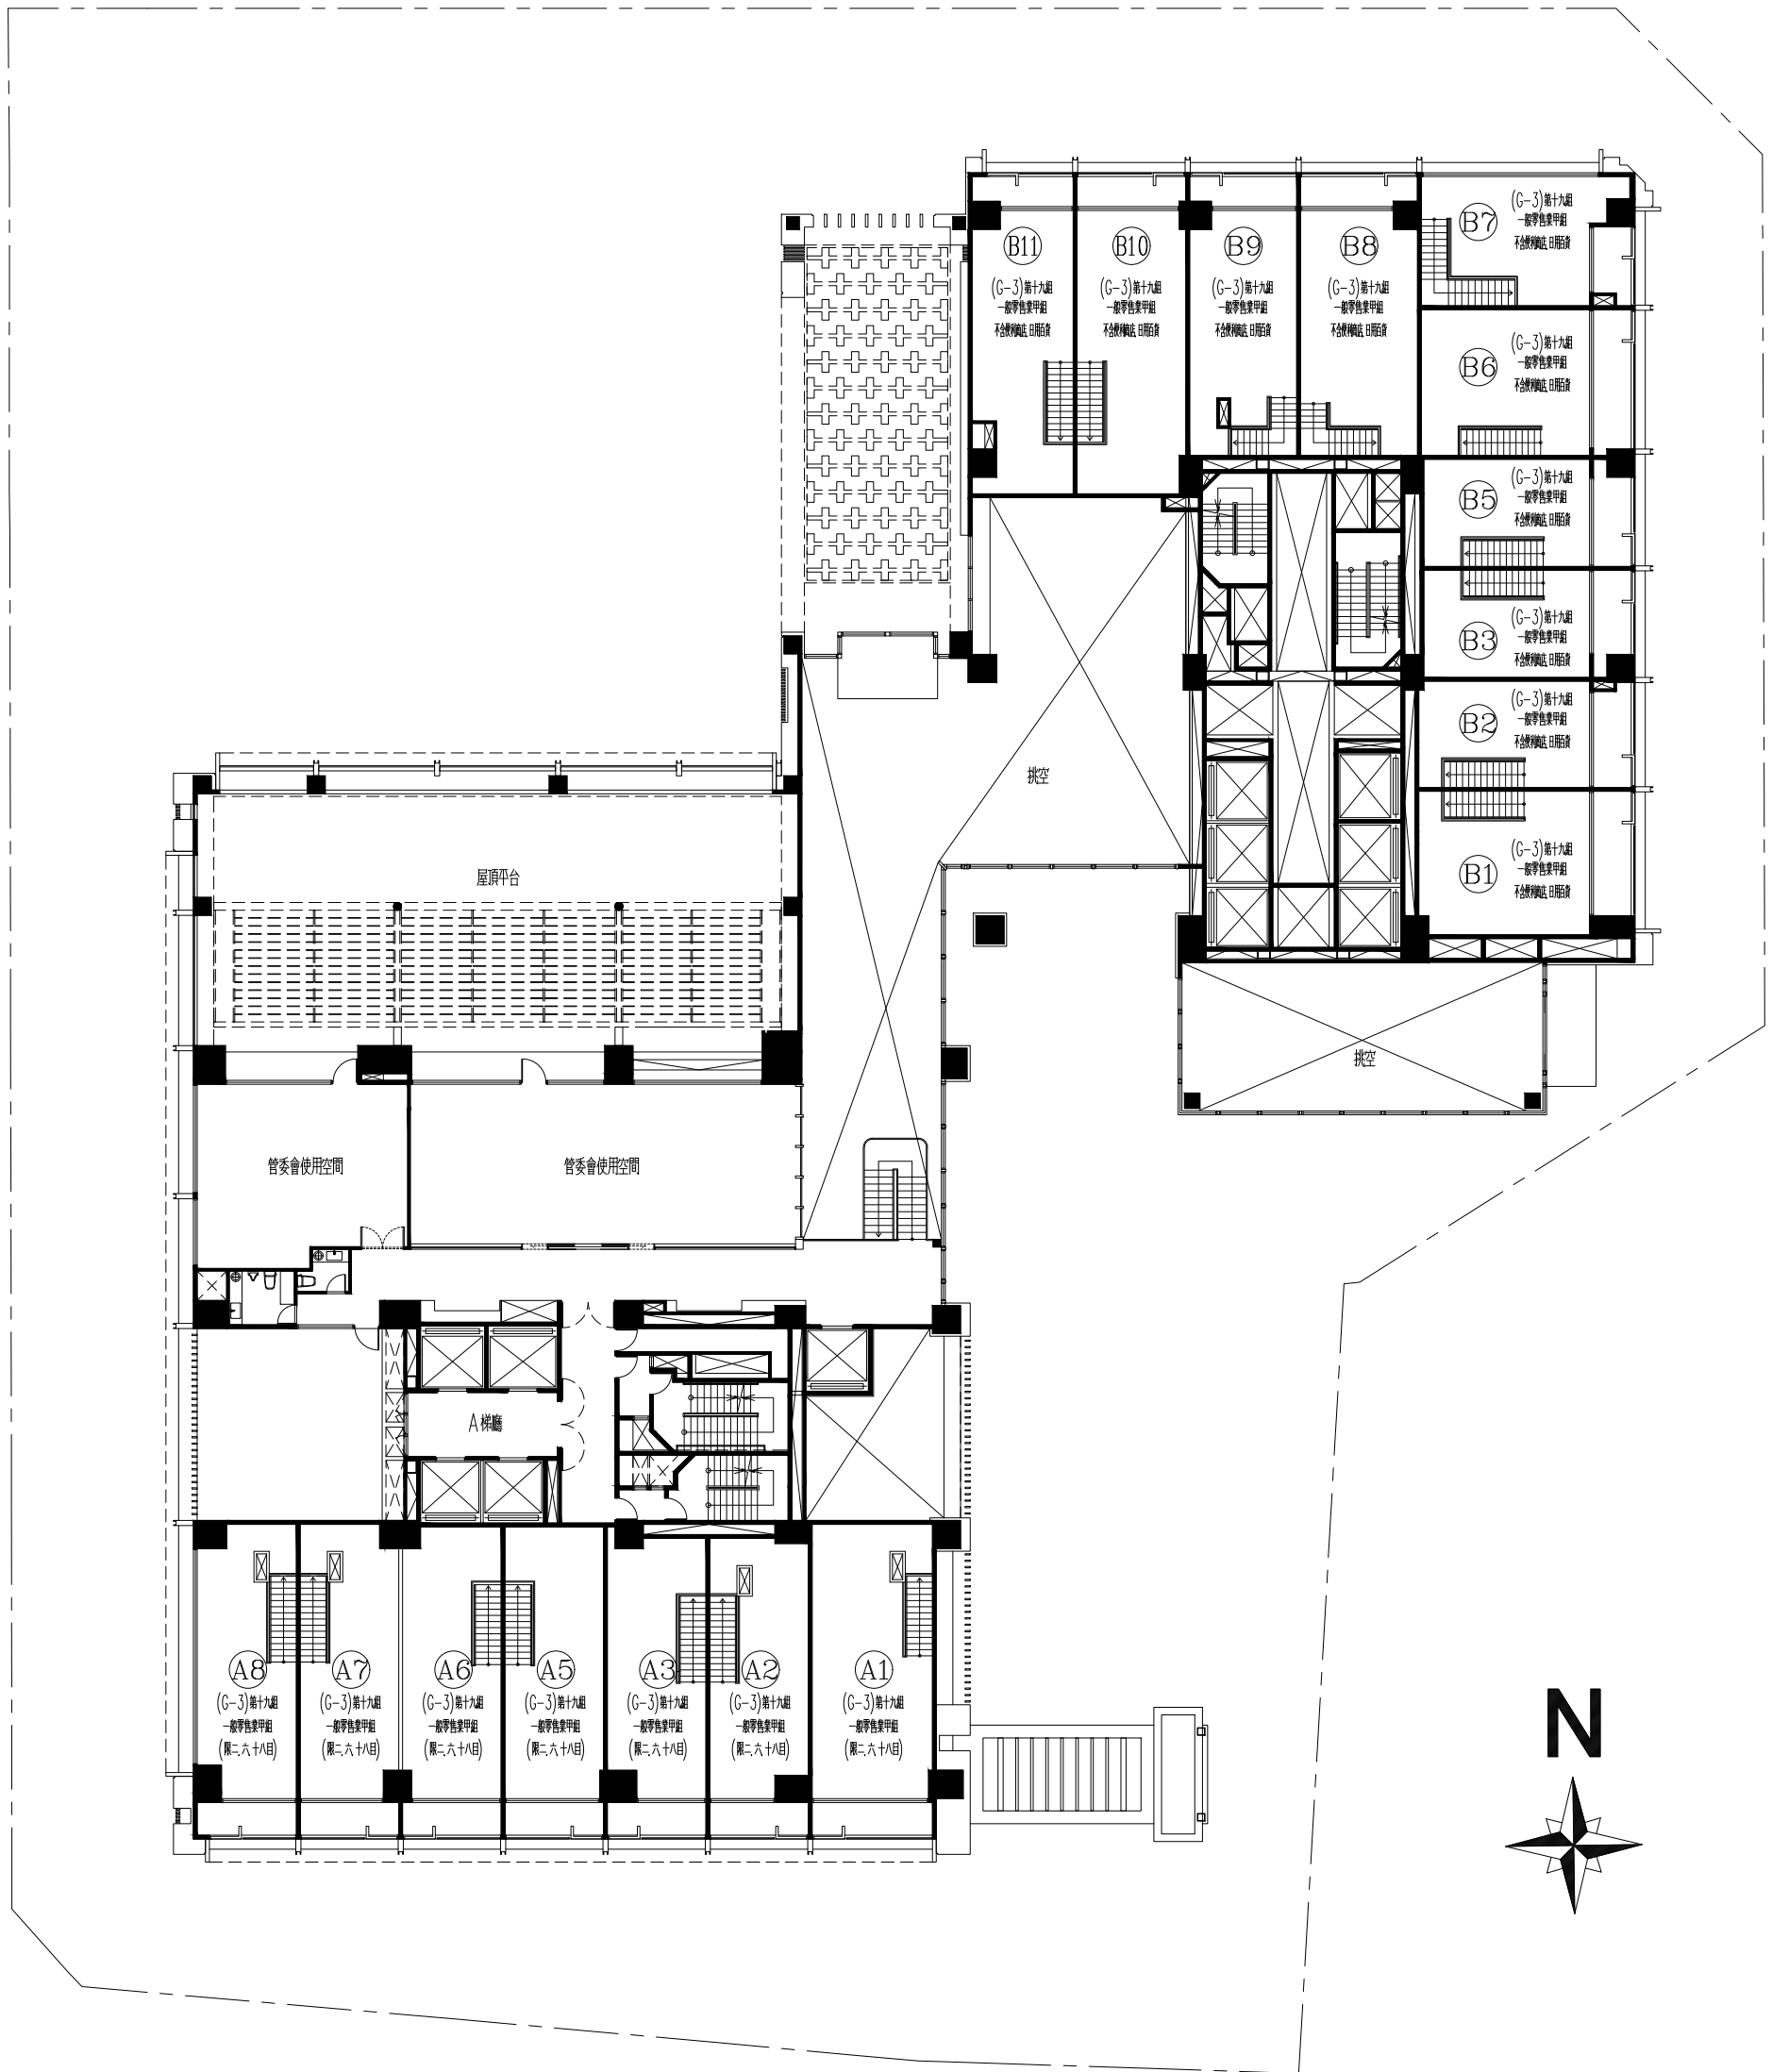 B11
(G-3)第十九組
一般零售業甲組
不含便利商店,日用百貨
B10
(G-3)第十九組
一般零售業甲組
不含便利商店,日用百貨
B9
(G-3)第十九組
一般零售業甲組
不含便利商店,日用百貨
B8
(G-3)第十九組
一般零售業甲組
不含便利商店,日用百貨
B7
(G-3)第十九組
一般零售業甲組
不含便利商店,日用百貨
B6
(G-3)第十九組
一般零售業甲組
不含便利商店,日用百貨
B5
(G-3)第十九組
一般零售業甲組
不含便利商店,日用百貨
B3
(G-3)第十九組
一般零售業甲組
不含便利商店,日用百貨
B2
(G-3)第十九組
一般零售業甲組
不含便利商店,日用百貨
B1
(G-3)第十九組
一般零售業甲組
不含便利商店,日用百貨
挑空
屋頂平台
挑空
管委會使用空間
管委會使用空間
A梯廳
A8
(G-3)第十九組
一般零售業甲組
(限二.六.十八目)
A7
(G-3)第十九組
一般零售業甲組
(限二.六.十八目)
A6
(G-3)第十九組
一般零售業甲組
(限二.六.十八目)
A5
(G-3)第十九組
一般零售業甲組
(限二.六.十八目)
A3
(G-3)第十九組
一般零售業甲組
(限二.六.十八目)
A2
(G-3)第十九組
一般零售業甲組
(限二.六.十八目)
A1
(G-3)第十九組
一般零售業甲組
(限二.六.十八目)
N